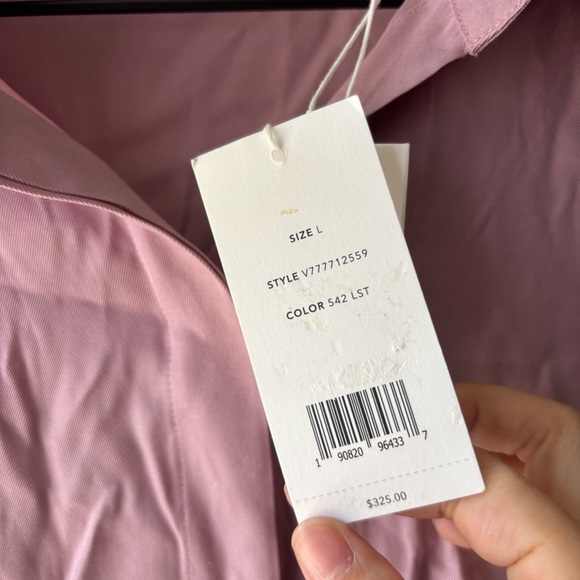 SIZE L
STYLE V777712559
COLOR 542 LST
1 90820 96433 7
$325.00